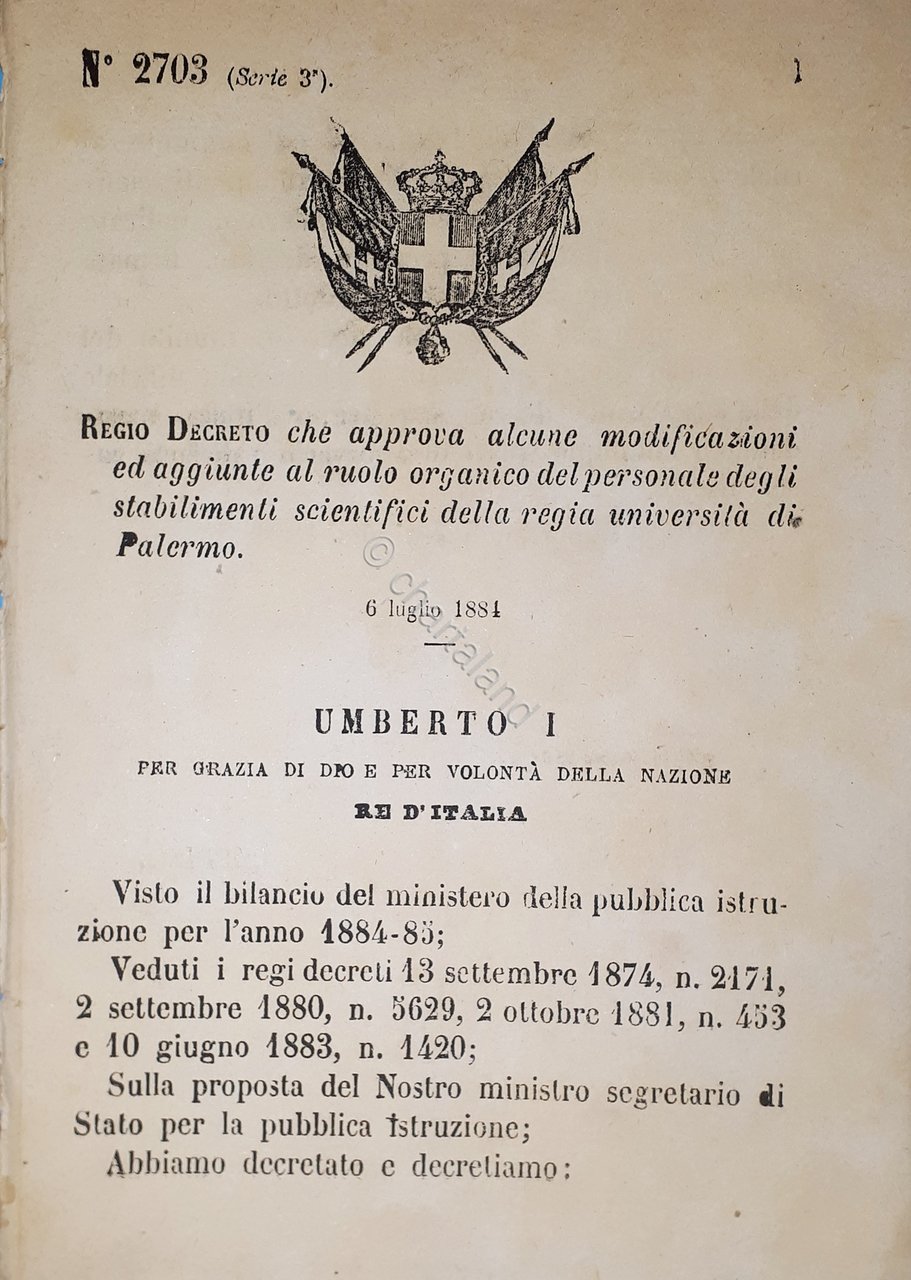 N° 2703 (Serie 3ª). 1
REGIO DECRETO che approva alcune modificazioni
ed aggiunte al ruolo organico del personale degli
stabilimenti scientifici della regia università di
Palermo.
6 luglio 1884
© chartaland
UMBERTO I
PER GRAZIA DI DIO E PER VOLONTÀ DELLA NAZIONE
RE D'ITALIA
Visto il bilancio del ministero della pubblica istru-
zione per l'anno 1884-85;
Veduti i regi decreti 13 settembre 1874, n. 2171,
2 settembre 1880, n. 5629, 2 ottobre 1881, n. 453
e 10 giugno 1883, n. 1420;
Sulla proposta del Nostro ministro segretario di
Stato per la pubblica Istruzione;
Abbiamo decretato e decretiamo: